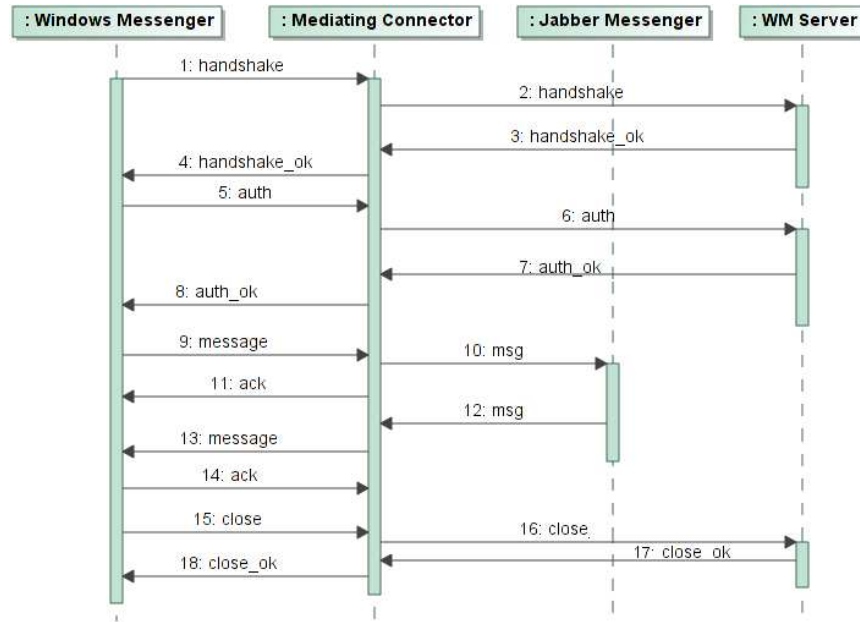 : Windows Messenger
: Mediating Connector
: Jabber Messenger
: WM Server
1: handshake
2: handshake
3: handshake_ok
4: handshake_ok
5: auth
6: auth
7: auth_ok
8: auth_ok
9: message
10: msg
11: ack
12: msg
13: message
14: ack
15: close
16: close
17: close_ok
18: close_ok